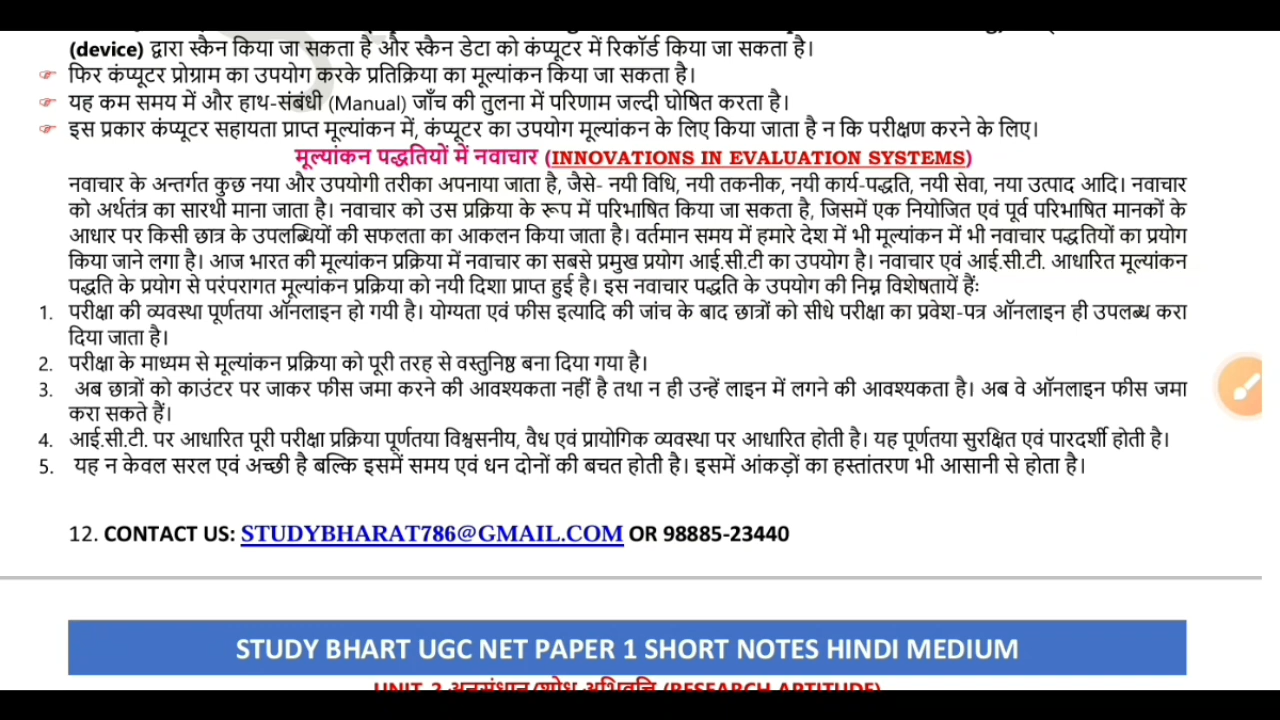 (device) द्वारा स्कैन किया जा सकता है और स्कैन डेटा को कंप्यूटर में रिकॉर्ड किया जा सकता है।
फिर कंप्यूटर प्रोग्राम का उपयोग करके प्रतिक्रिया का मूल्यांकन किया जा सकता है।
यह कम समय में और हाथ-संबंधी (Manual) जाँच की तुलना में परिणाम जल्दी घोषित करता है।
इस प्रकार कंप्यूटर सहायता प्राप्त मूल्यांकन में, कंप्यूटर का उपयोग मूल्यांकन के लिए किया जाता है न कि परीक्षण करने के लिए।
मूल्यांकन पद्धतियों में नवाचार (INNOVATIONS IN EVALUATION SYSTEMS)
नवाचार के अन्तर्गत कुछ नया और उपयोगी तरीका अपनाया जाता है, जैसे- नयी विधि, नयी तकनीक, नयी कार्य-पद्धति, नयी सेवा, नया उत्पाद आदि। नवाचार
को अर्थतंत्र का सारथी माना जाता है। नवाचार को उस प्रक्रिया के रूप में परिभाषित किया जा सकता है, जिसमें एक नियोजित एवं पूर्व परिभाषित मानकों के
आधार पर किसी छात्र के उपलब्धियों की सफलता का आकलन किया जाता है। वर्तमान समय में हमारे देश में भी मूल्यांकन में भी नवाचार पद्धतियों का प्रयोग
किया जाने लगा है। आज भारत की मूल्यांकन प्रक्रिया में नवाचार का सबसे प्रमुख प्रयोग आई.सी.टी का उपयोग है। नवाचार एवं आई.सी.टी. आधारित मूल्यांकन
पद्धति के प्रयोग से परंपरागत मूल्यांकन प्रक्रिया को नयी दिशा प्राप्त हुई है। इस नवाचार पद्धति के उपयोग की निम्न विशेषतायें हैंः
1. परीक्षा की व्यवस्था पूर्णतया ऑनलाइन हो गयी है। योग्यता एवं फीस इत्यादि की जांच के बाद छात्रों को सीधे परीक्षा का प्रवेश-पत्र ऑनलाइन ही उपलब्ध करा
दिया जाता है।
2. परीक्षा के माध्यम से मूल्यांकन प्रक्रिया को पूरी तरह से वस्तुनिष्ठ बना दिया गया है।
3. अब छात्रों को काउंटर पर जाकर फीस जमा करने की आवश्यकता नहीं है तथा न ही उन्हें लाइन में लगने की आवश्यकता है। अब वे ऑनलाइन फीस जमा
करा सकते हैं।
4. आई.सी.टी. पर आधारित पूरी परीक्षा प्रक्रिया पूर्णतया विश्वसनीय, वैध एवं प्रायोगिक व्यवस्था पर आधारित होती है। यह पूर्णतया सुरक्षित एवं पारदर्शी होती है।
5. यह न केवल सरल एवं अच्छी है बल्कि इसमें समय एवं धन दोनों की बचत होती है। इसमें आंकड़ों का हस्तांतरण भी आसानी से होता है।
12. CONTACT US: STUDYBHARAT786@GMAIL.COM OR 98885-23440
STUDY BHART UGC NET PAPER 1 SHORT NOTES HINDI MEDIUM
UNIT-2 अनुसंधान/शोध अभिवृत्ति (RESEARCH APTITUDE)